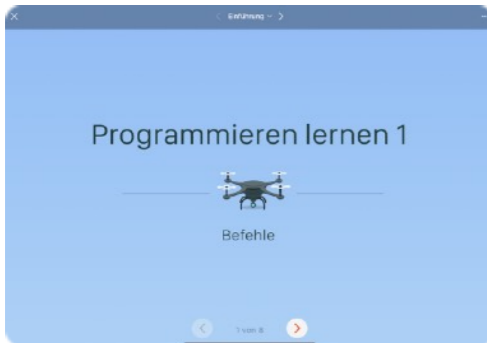 Einführung
Programmieren lernen 1
Befehle
1 von 8